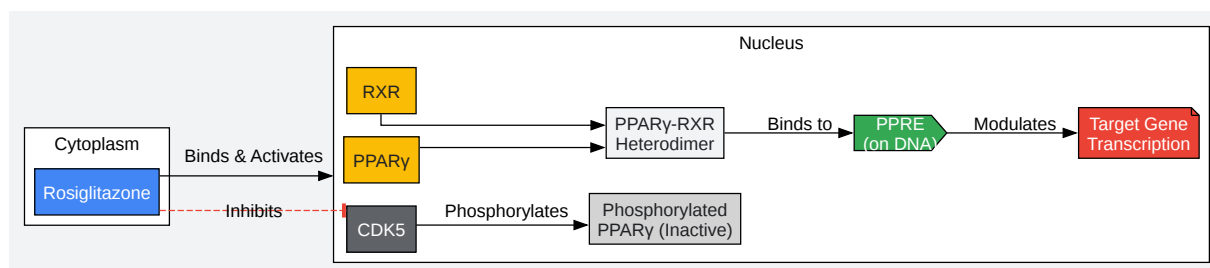 Nucleus
RXR
Cytoplasm
Rosiglitazone
Binds & Activates
PPARγ
PPARγ-RXR
Heterodimer
Binds to
PPRE
(on DNA)
Modulates
Target Gene
Transcription
Inhibits
CDK5
Phosphorylates
Phosphorylated
PPARγ (Inactive)